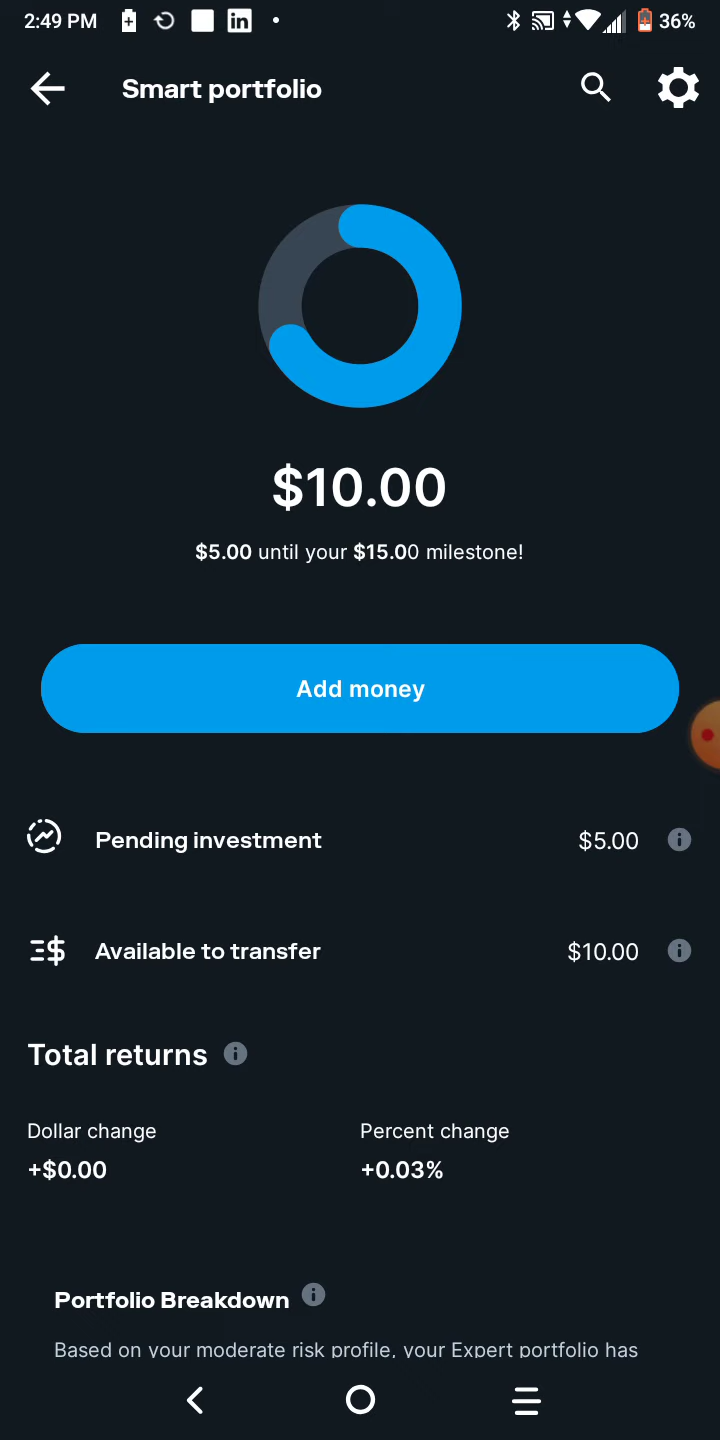 2:49 PM
in
36%
Smart portfolio
$10.00
$5.00 until your $15.00 milestone!
Add money
Pending investment
$5.00
Available to transfer
$10.00
Total returns
Dollar change
Percent change
+$0.00
+0.03%
Portfolio Breakdown
Based on your moderate risk profile, your Expert portfolio has